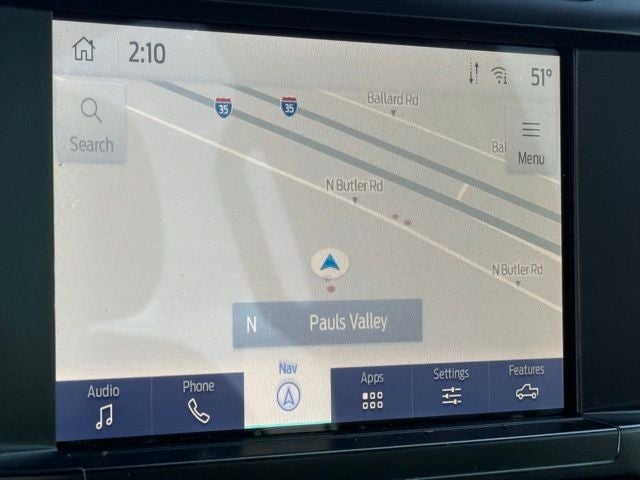 2:10
51°
35
35
Ballard Rd
Search
Bal
Menu
N Butler Rd
N Butler Rd
N Pauls Valley
Audio
Phone
Nav
Apps
Settings
Features